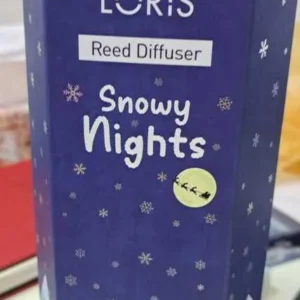 LORIS
Reed Diffuser
Snowy
Nights